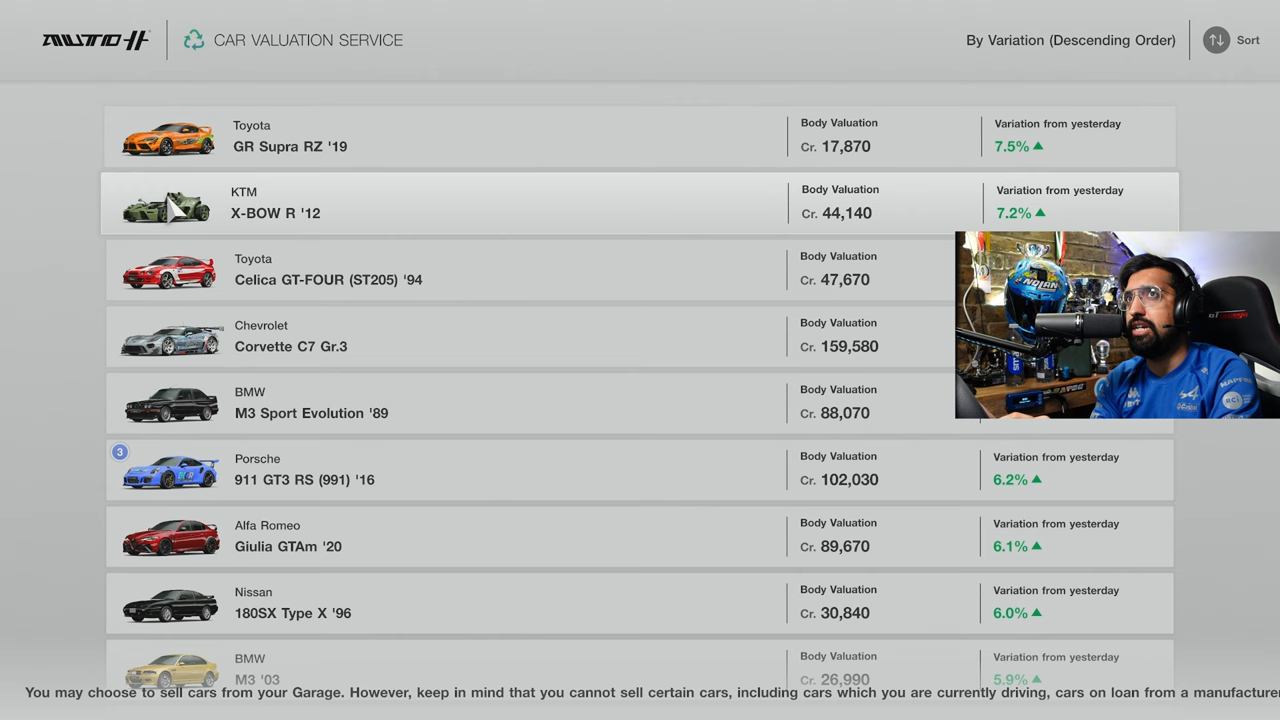 AUTO
CAR VALUATION SERVICE
By Variation (Descending Order)
Sort
Toyota
GR Supra RZ '19
Body Valuation
Cr. 17,870
Variation from yesterday
7.5%
KTM
X-BOW R '12
Body Valuation
Cr. 44,140
Variation from yesterday
7.2%
Toyota
Celica GT-FOUR (ST205) '94
Body Valuation
Cr. 47,670
Chevrolet
Corvette C7 Gr.3
Body Valuation
Cr. 159,580
BMW
M3 Sport Evolution '89
Body Valuation
Cr. 88,070
NOLAN
3
Porsche
911 GT3 RS (991) '16
Body Valuation
Cr. 102,030
Variation from yesterday
6.2%
Alfa Romeo
Giulia GTAm '20
Body Valuation
Cr. 89,670
Variation from yesterday
6.1%
Nissan
180SX Type X '96
Body Valuation
Cr. 30,840
Variation from yesterday
6.0%
BMW
M3 '03
Body Valuation
Cr. 26,990
Variation from yesterday
5.9%
You may choose to sell cars from your Garage. However, keep in mind that you cannot sell certain cars, including cars which you are currently driving, cars on loan from a manufacturer
MAPFRE
RCI